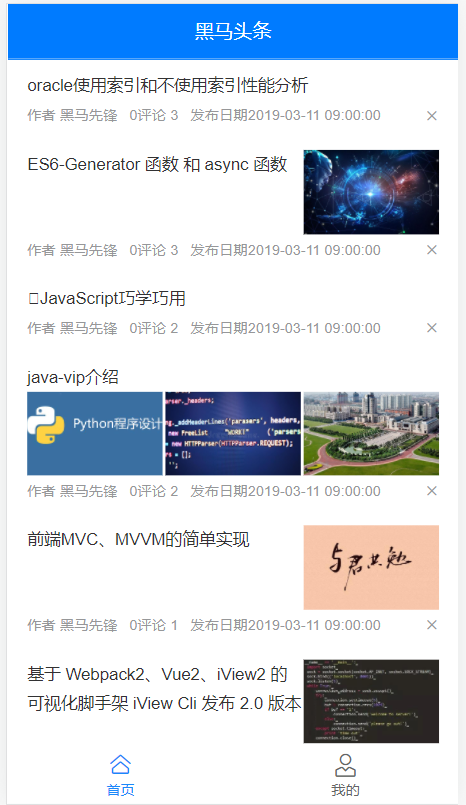 黑马头条
oracle使用索引和不使用索引性能分析
作者 黑马先锋 0评论 3 发布日期2019-03-11 09:00:00 ×
ES6-Generator 函数 和 async 函数
作者 黑马先锋 0评论 3 发布日期2019-03-11 09:00:00 ×
JavaScript巧学巧用
作者 黑马先锋 0评论 2 发布日期2019-03-11 09:00:00 ×
java-vip介绍
Python程序设计
作者 黑马先锋 0评论 2 发布日期2019-03-11 09:00:00 ×
前端MVC、MVVM的简单实现
与君共勉
作者 黑马先锋 0评论 1 发布日期2019-03-11 09:00:00 ×
基于 Webpack2、Vue2、iView2 的
可视化脚手架 iView Cli 发布 2.0 版本
首页 我的